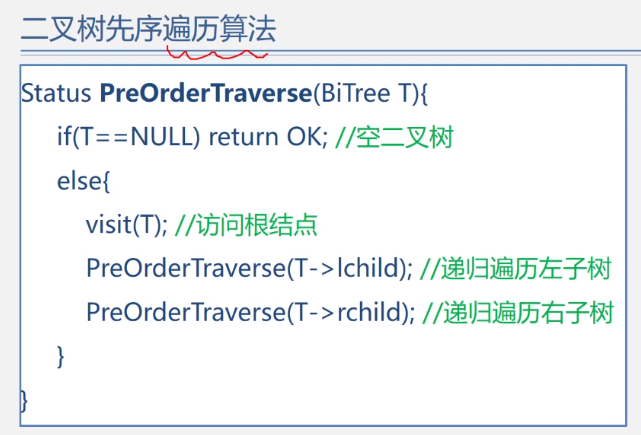 二叉树先序遍历算法
Status PreOrderTraverse(BiTree T){
if(T==NULL) return OK; //空二叉树
else{
visit(T); //访问根结点
PreOrderTraverse(T->lchild); //递归遍历左子树
PreOrderTraverse(T->rchild); //递归遍历右子树
}
}